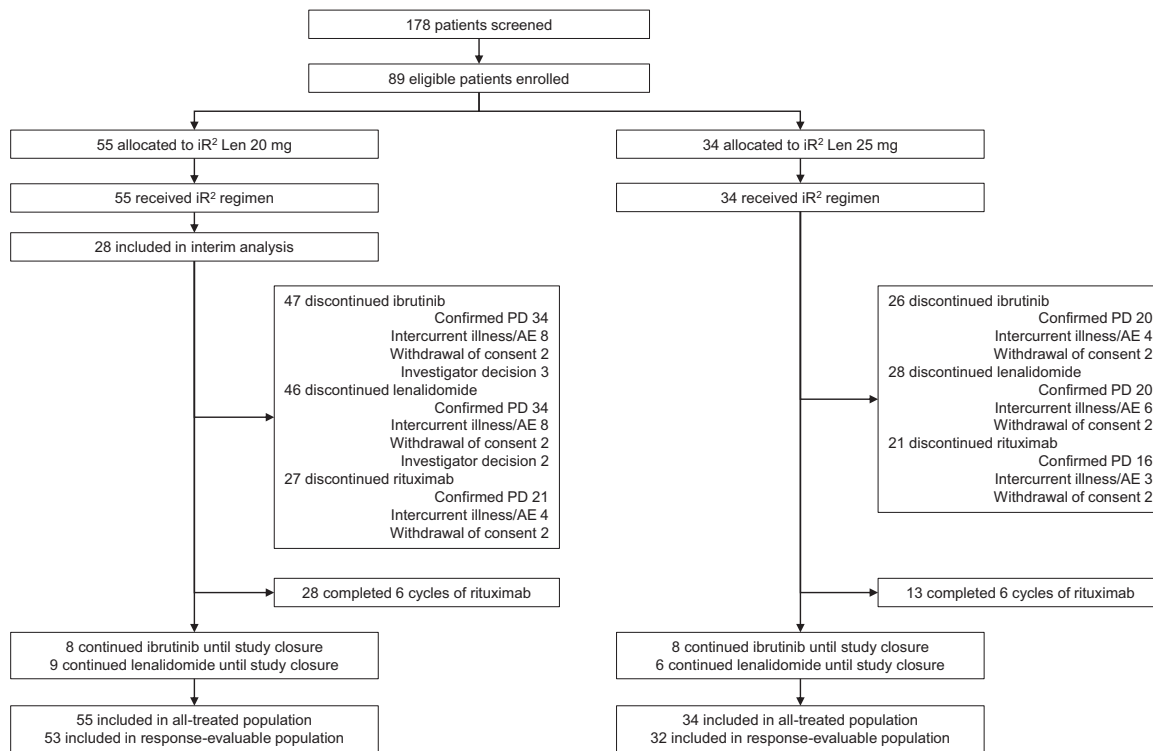 178 patients screened
89 eligible patients enrolled
55 allocated to iR² Len 20 mg
34 allocated to iR² Len 25 mg
55 received iR² regimen
34 received iR² regimen
28 included in interim analysis
47 discontinued ibrutinib
Confirmed PD 34
Intercurrent illness/AE 8
Withdrawal of consent 2
Investigator decision 3
46 discontinued lenalidomide
Confirmed PD 34
Intercurrent illness/AE 8
Withdrawal of consent 2
Investigator decision 2
27 discontinued rituximab
Confirmed PD 21
Intercurrent illness/AE 4
Withdrawal of consent 2
26 discontinued ibrutinib
Confirmed PD 20
Intercurrent illness/AE 4
Withdrawal of consent 2
28 discontinued lenalidomide
Confirmed PD 20
Intercurrent illness/AE 6
Withdrawal of consent 2
21 discontinued rituximab
Confirmed PD 16
Intercurrent illness/AE 3
Withdrawal of consent 2
28 completed 6 cycles of rituximab
13 completed 6 cycles of rituximab
8 continued ibrutinib until study closure
9 continued lenalidomide until study closure
8 continued ibrutinib until study closure
6 continued lenalidomide until study closure
55 included in all-treated population
53 included in response-evaluable population
34 included in all-treated population
32 included in response-evaluable population